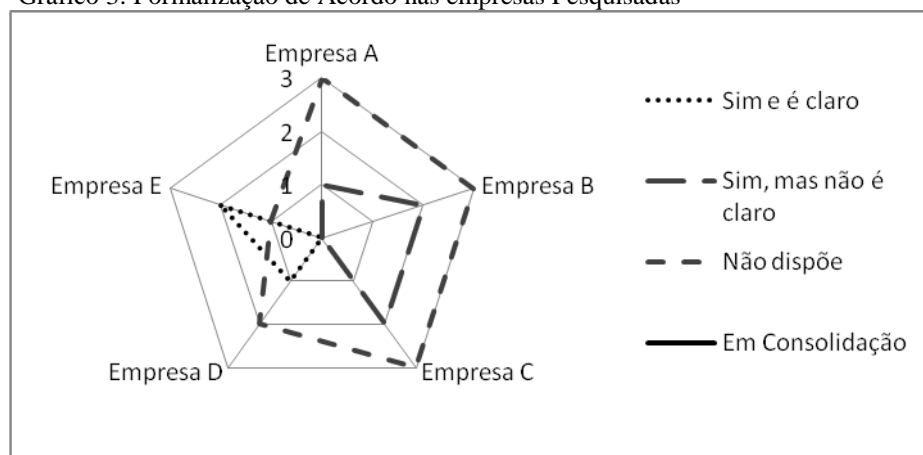 Gráfico 3: Formalização de Acordo nas empresas Pesquisadas
Empresa A
3
2
1
0
Empresa B
Empresa C
Empresa D
Empresa E
Sim e é claro
Sim, mas não é
claro
Não dispõe
Em Consolidação